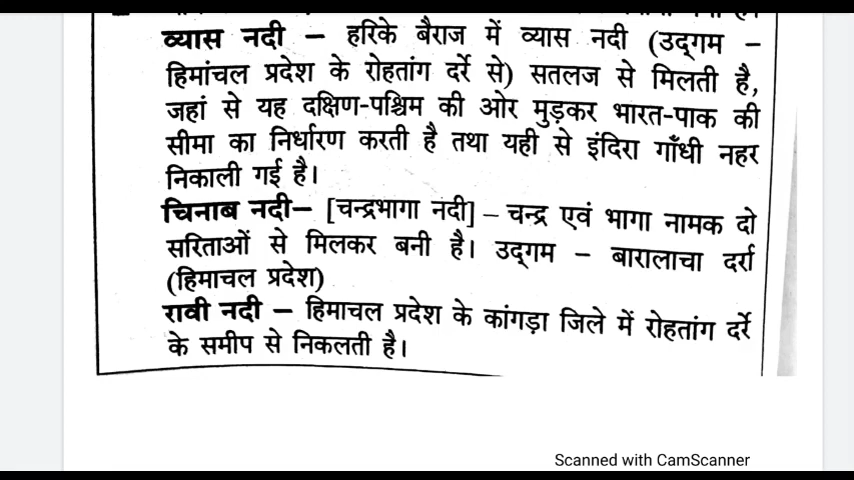 व्यास नदी – हरिके बैराज में व्यास नदी (उद्गम –
हिमांचल प्रदेश के रोहतांग दर्रे से) सतलज से मिलती है,
जहां से यह दक्षिण-पश्चिम की ओर मुड़कर भारत-पाक की
सीमा का निर्धारण करती है तथा यही से इंदिरा गाँधी नहर
निकाली गई है।
चिनाब नदी– [चन्द्रभागा नदी] – चन्द्र एवं भागा नामक दो
सरिताओं से मिलकर बनी है। उद्गम – बारालाचा दर्रा
(हिमाचल प्रदेश)
रावी नदी – हिमाचल प्रदेश के कांगड़ा जिले में रोहतांग दर्रे
के समीप से निकलती है।
Scanned with CamScanner